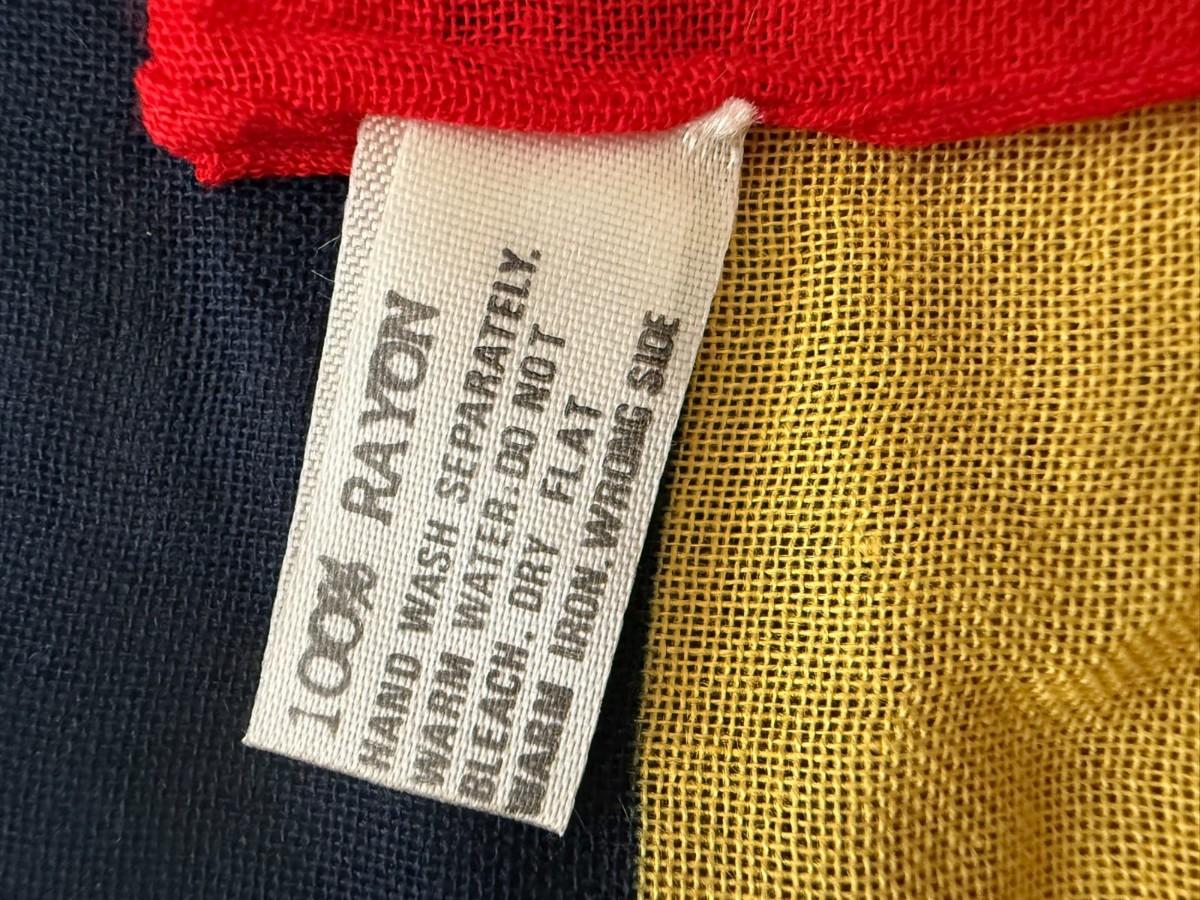 100% RAYON
HAND WASH SEPARATELY.
WARM WATER. DO NOT
BLEACH. DRY FLAT
WARM IRON. WRONG SIDE